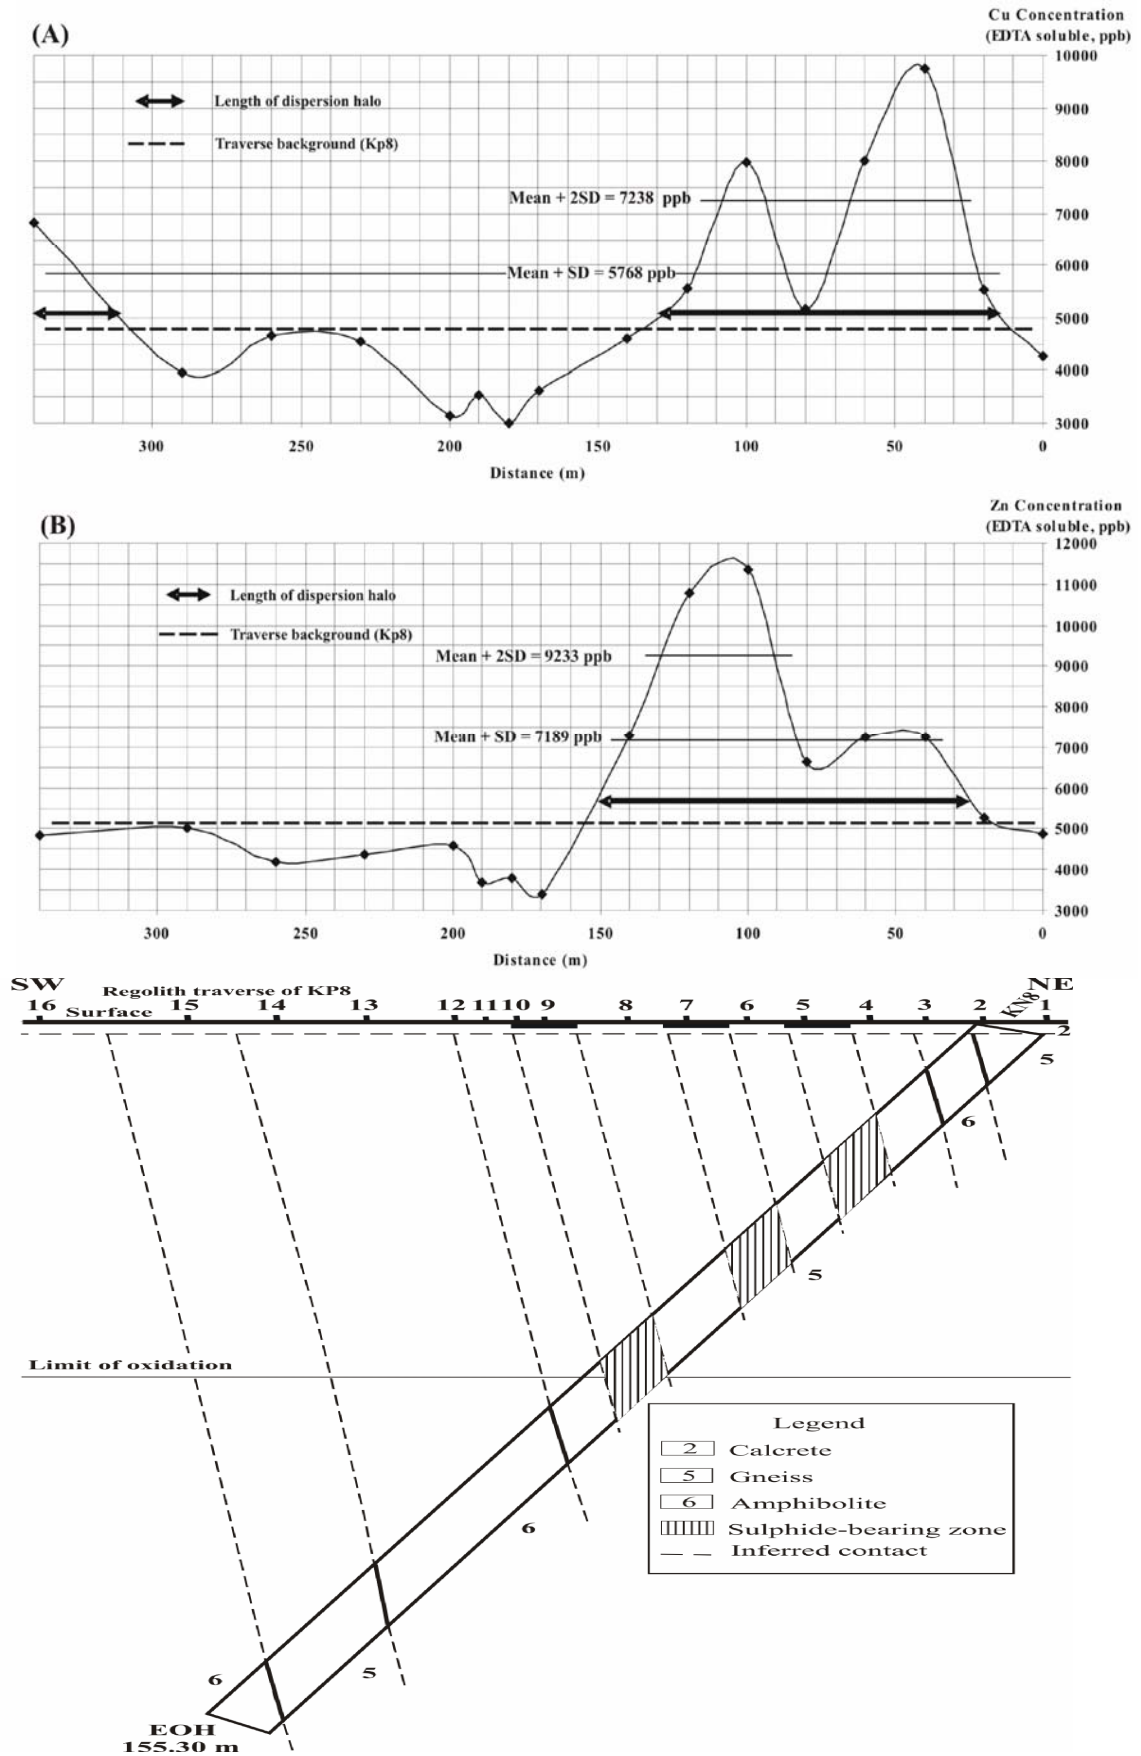 Cu Concentration
(EDTA soluble, ppb)
(A)
10000
Length of dispersion halo
9000
Traverse background (Kp8)
8000
Mean + 2SD = 7238 ppb
7000
Mean + SD = 5768 ppb
6000
5000
4000
3000
300 250 200 150 100 50 0
Distance (m)
Zn Concentration
(EDTA soluble, ppb)
(B)
12000
11000
Length of dispersion halo
10000
Traverse background (Kp8)
Mean + 2SD = 9233 ppb
9000
8000
Mean + SD = 7189 ppb
7000
6000
5000
4000
3000
300 250 200 150 100 50 0
Distance (m)
SW NE
Regolith traverse of KP8
16 15 14 13 12 11 10 9 8 7 6 5 4 3 2 1
Surface
KN8
2
5
6
5
Limit of oxidation
Legend
2 Calcrete
5 Gneiss
6 Amphibolite
Sulphide-bearing zone
Inferred contact
6
5
6
EOH
155.30 m